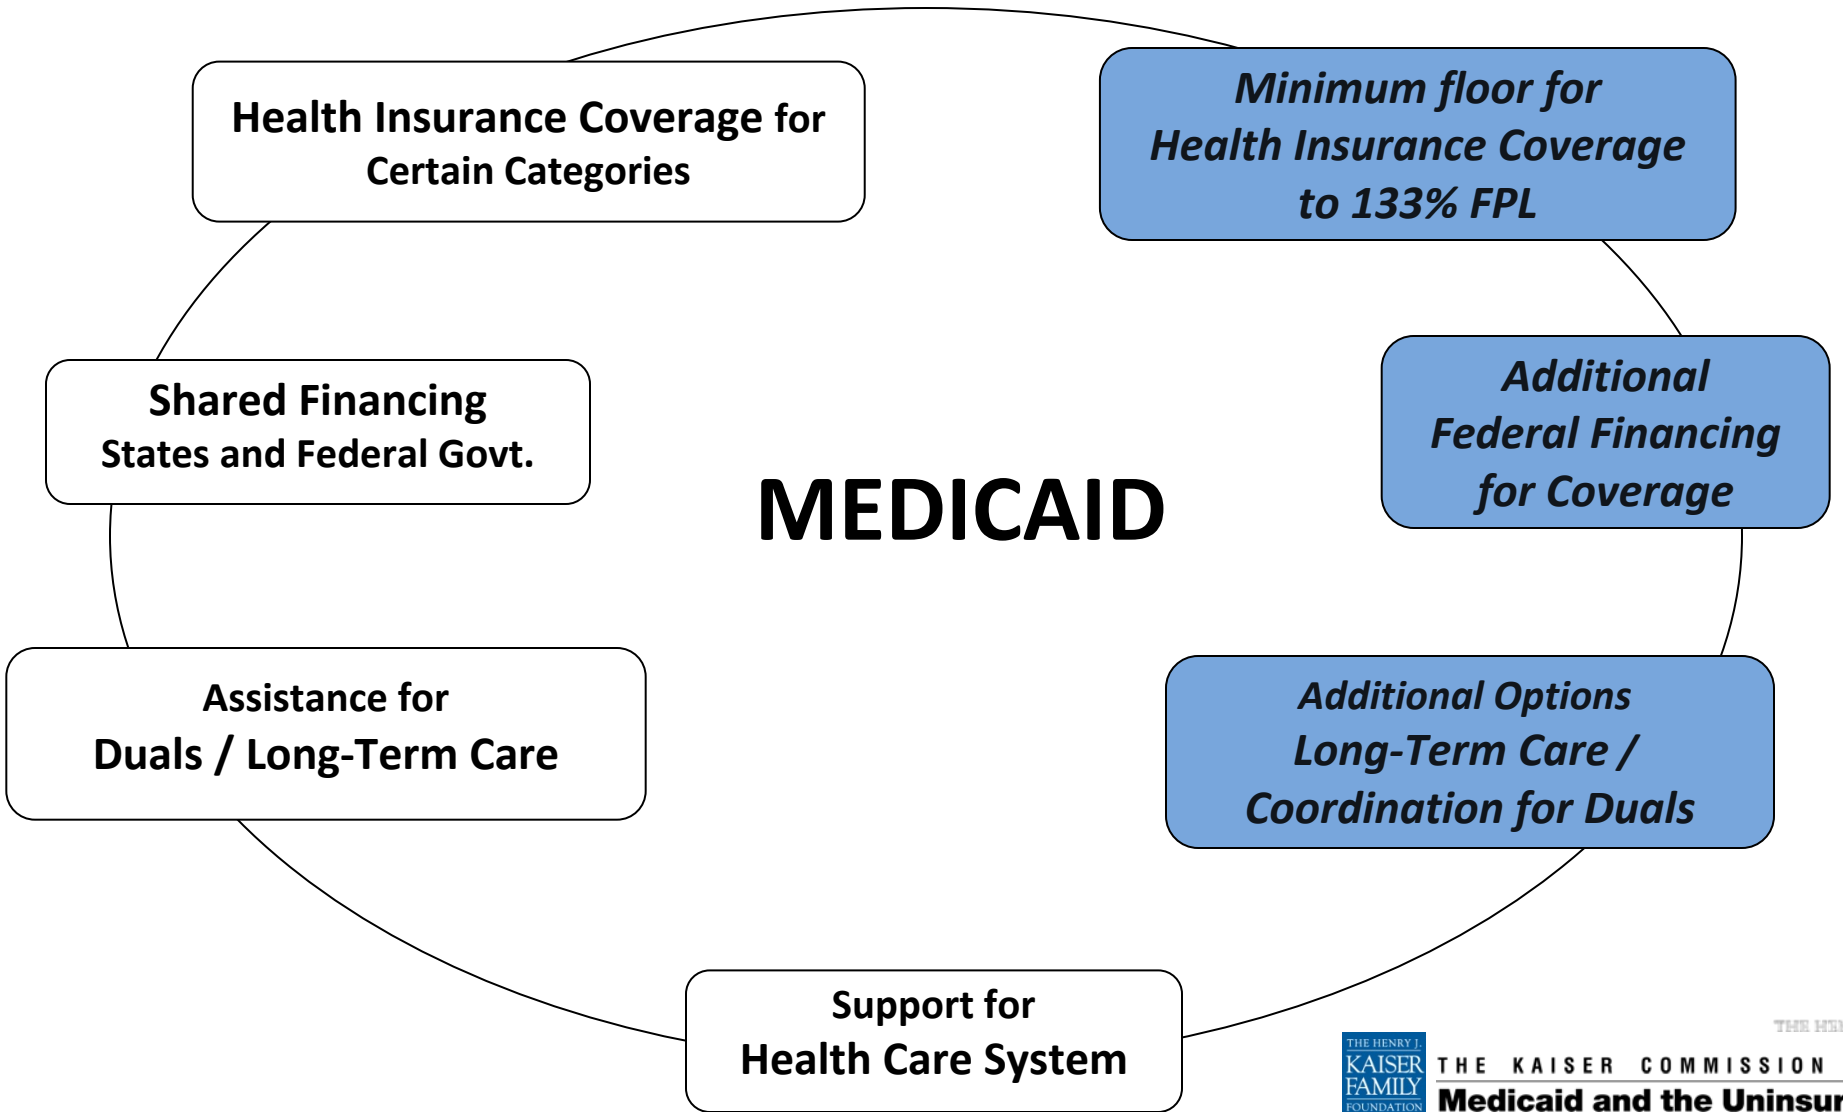 Health Insurance Coverage for
Certain Categories
Minimum floor for
Health Insurance Coverage
to 133% FPL
Shared Financing
States and Federal Govt.
Additional
Federal Financing
for Coverage
MEDICAID
Assistance for
Duals / Long-Term Care
Additional Options
Long-Term Care /
Coordination for Duals
Support for
Health Care System
THE HENRY J.
KAISER
FAMILY
FOUNDATION
THE KAISER COMMISSION
Medicaid and the